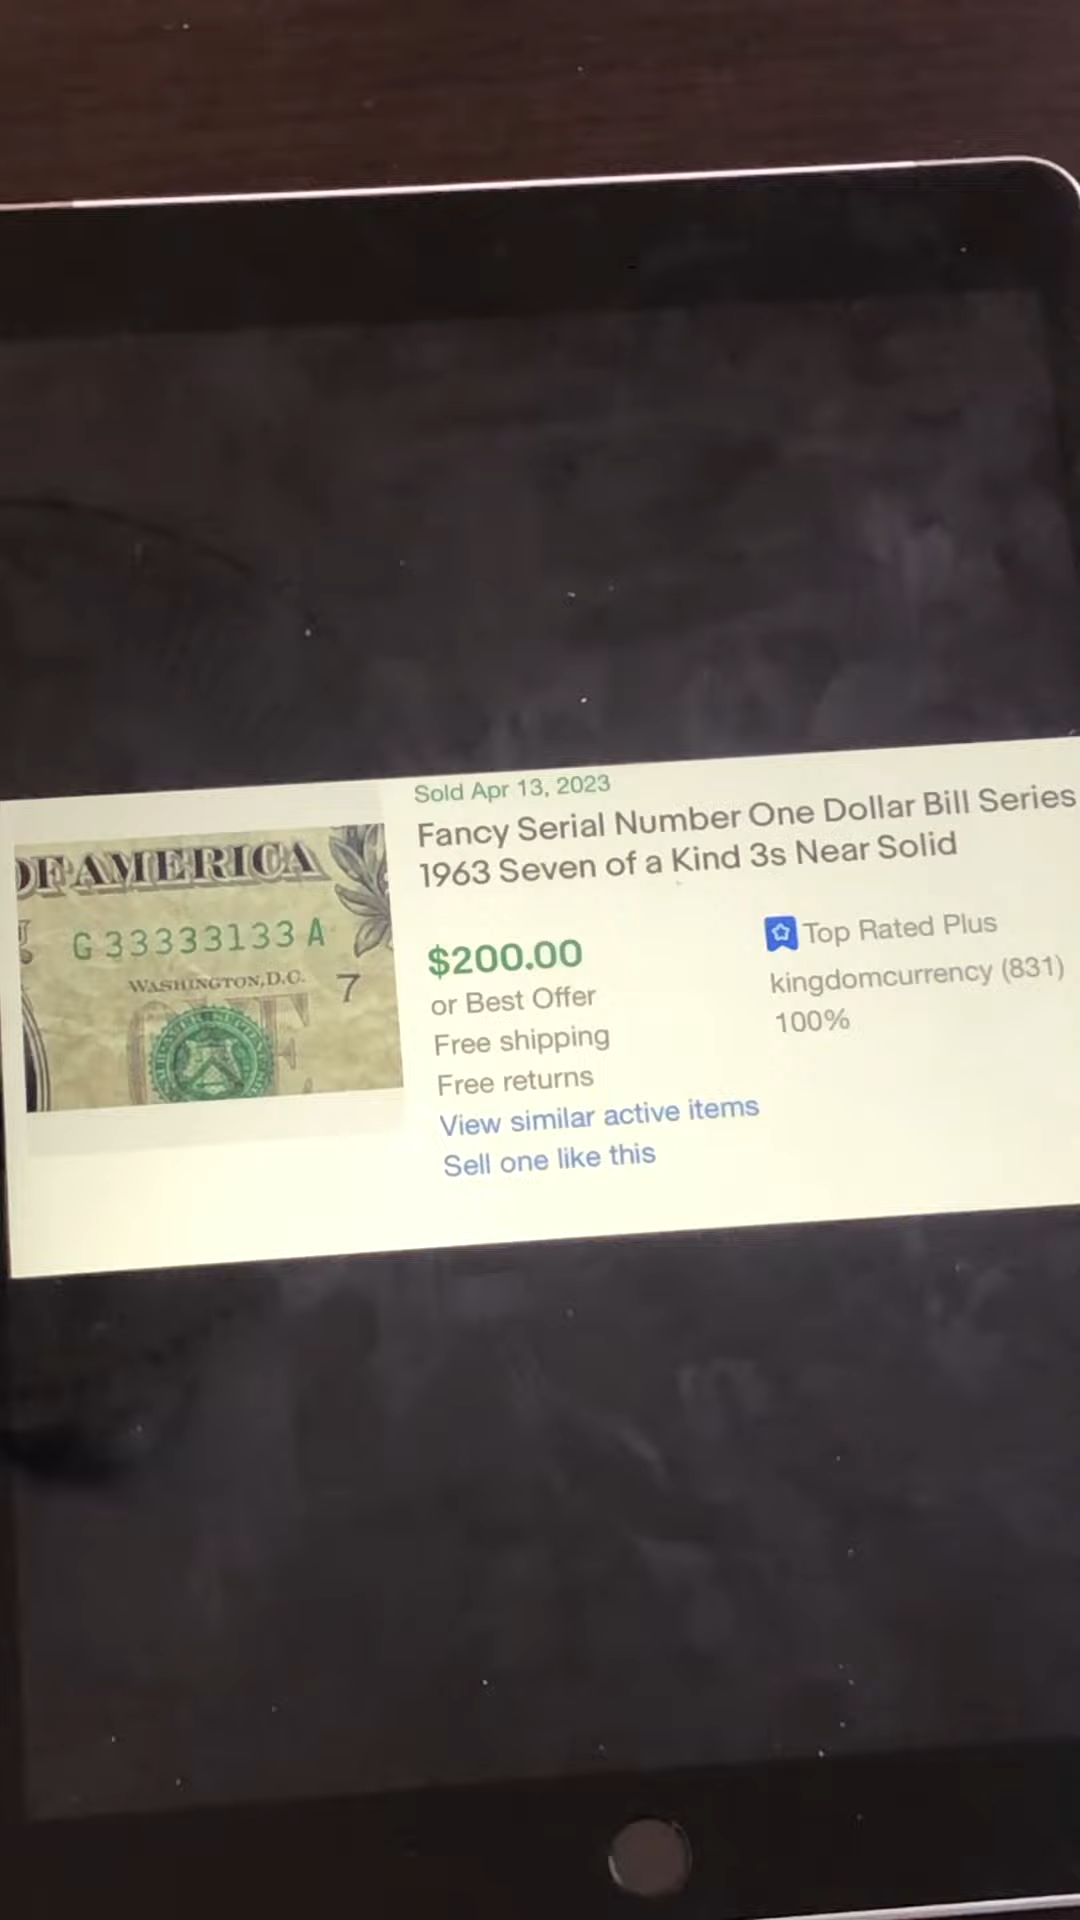 Sold Apr 13, 2023
Fancy Serial Number One Dollar Bill Series
1963 Seven of a Kind 3s Near Solid
OF AMERICA
G 33333133 A
WASHINGTON, D.C.
7
$200.00
or Best Offer
Free shipping
Free returns
View similar active items
Sell one like this
Top Rated Plus
kingdomcurrency (831)
100%